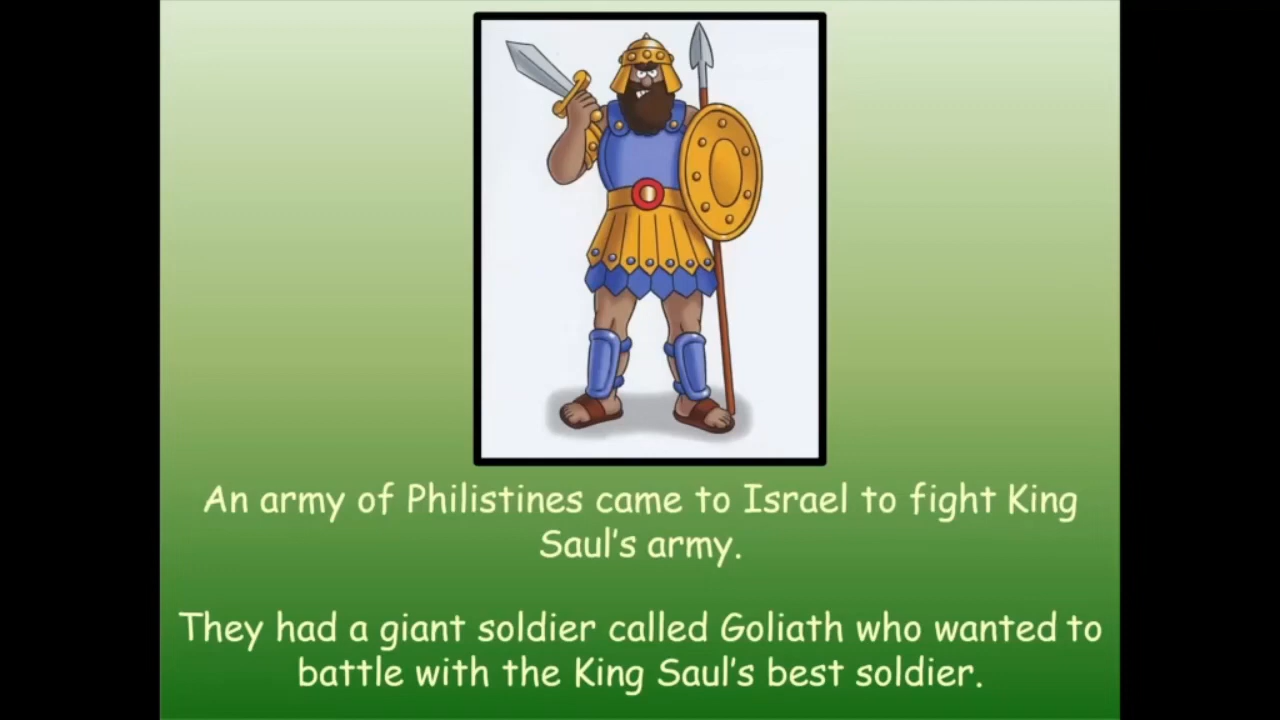 An army of Philistines came to Israel to fight King
Saul's army.
They had a giant soldier called Goliath who wanted to
battle with the King Saul's best soldier.